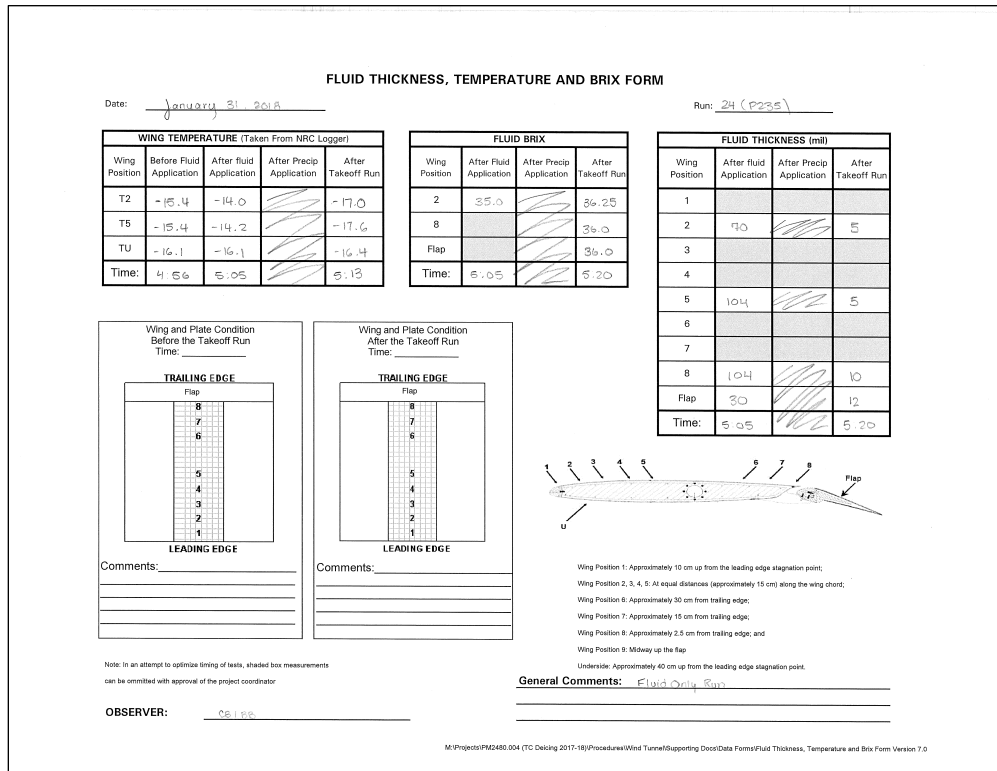 FLUID THICKNESS, TEMPERATURE AND BRIX FORM
Date: January 31, 2018
Run: 24 (P235)
WING TEMPERATURE (Taken From NRC Logger)
Wing Position Before Fluid Application After fluid Application After Precip Application After Takeoff Run
T2 -15.4 -14.0 -17.0
T5 -15.4 -14.2 -17.6
TU -16.1 -16.1 -16.4
Time: 4:56 5:05 5:13
FLUID BRIX
Wing Position After Fluid Application After Precip Application After Takeoff Run
2 35.0 36.25
8 36.0
Flap 36.0
Time: 5:05 5:20
FLUID THICKNESS (mil)
Wing Position After Fluid Application After Precip Application After Takeoff Run
1
2 70 5
3
4
5 104 5
6
7
8 104 10
Flap 30 12
Time: 5:05 5:20
Wing and Plate Condition
Before the Takeoff Run
Time:
TRAILING EDGE
Flap
8
7
6
5
4
3
2
1
LEADING EDGE
Comments:
Wing and Plate Condition
After the Takeoff Run
Time:
TRAILING EDGE
Flap
8
7
6
5
4
3
2
1
LEADING EDGE
Comments:
1 2 3 4 5 6 7 8
Flap
U
Wing Position 1: Approximately 10 cm up from the leading edge stagnation point;
Wing Position 2, 3, 4, 5: At equal distances (approximately 15 cm) along the wing chord;
Wing Position 6: Approximately 30 cm from trailing edge;
Wing Position 7: Approximately 15 cm from trailing edge;
Wing Position 8: Approximately 2.5 cm from trailing edge; and
Wing Position 9: Midway up the flap
Underside: Approximately 40 cm up from the leading edge stagnation point.
Note: In an attempt to optimize timing of tests, shaded box measurements
can be ommitted with approval of the project coordinator
General Comments: Fluid Only Run
OBSERVER:
M:\Projects\PM2480.004 (TC Deicing 2017-18)\Procedures\Wind Tunnel\Supporting Docs\Data Forms\Fluid Thickness, Temperature and Brix Form Version 7.0